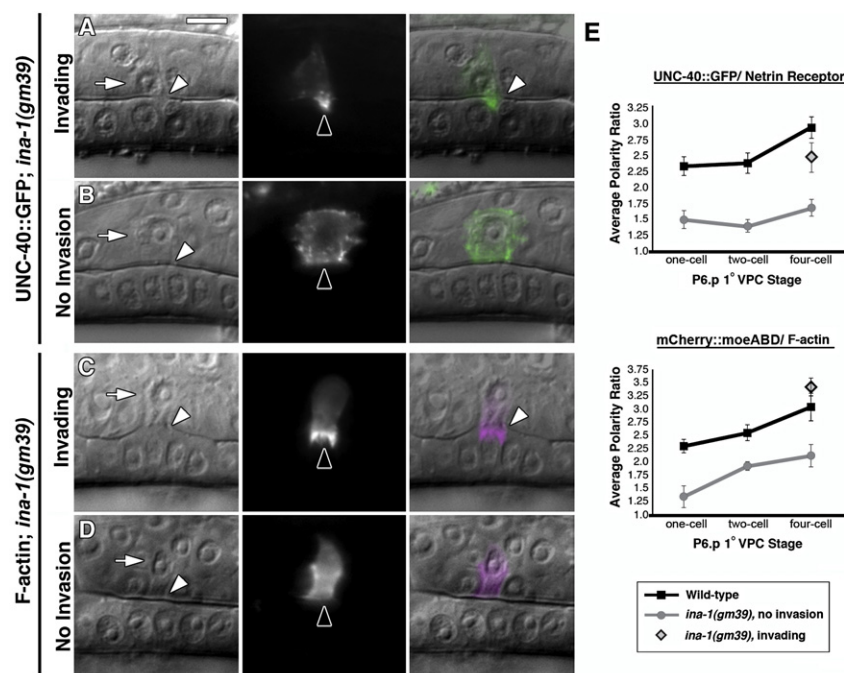 UNC-40::GFP; ina-1(gm39)
Invading
A
No Invasion
B
F-actin; ina-1(gm39)
Invading
C
No Invasion
D
E
UNC-40::GFP/ Netrin Receptor
Average Polarity Ratio
3.25
3.0
2.75
2.5
2.25
2.0
1.75
1.5
1.25
1.0
one-cell two-cell four-cell
P6.p 1° VPC Stage
mCherry::moeABD/ F-actin
Average Polarity Ratio
3.75
3.5
3.25
3.0
2.75
2.5
2.25
2.0
1.75
1.5
1.25
1.0
one-cell two-cell four-cell
P6.p 1° VPC Stage
Wild-type
ina-1(gm39), no invasion
ina-1(gm39), invading